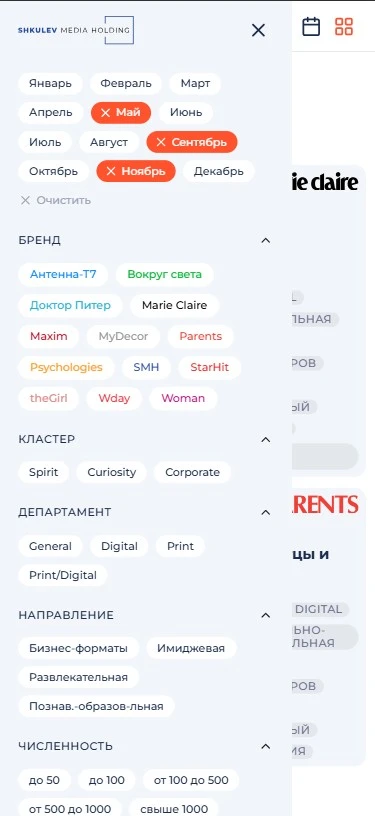 SHKULEV MEDIA HOLDING
Январь Февраль Март
Апрель Май Июнь
Июль Август Сентябрь
Октябрь Ноябрь Декабрь
Очистить
БРЕНД
Антенна-Т7 Вокруг света
Доктор Питер Marie Claire
Maxim MyDecor Parents
Psychologies SMH StarHit
theGirl Wday Woman
КЛАСТЕР
Spirit Curiosity Corporate
ДЕПАРТАМЕНТ
General Digital Print
Print/Digital
НАПРАВЛЕНИЕ
Бизнес-форматы Имиджевая
Развлекательная
Познав.-образов-льная
ЧИСЛЕННОСТЬ
до 50 до 100 от 100 до 500
от 500 до 1000 свыше 1000
ie claire
ЛЬНАЯ
РОВ
ЫЙ
RENTS
цы и
DIGITAL
ЬНО-
ЛЬНАЯ
РОВ
ЫЙ
ИЯ